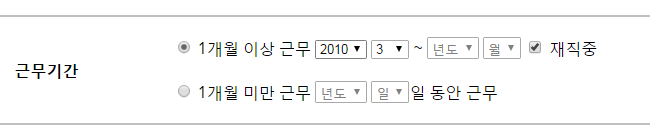 1개월 이상 근무 2010 3 ~ 년도 월 재직중
근무기간
1개월 미만 근무 년도 일 일 동안 근무